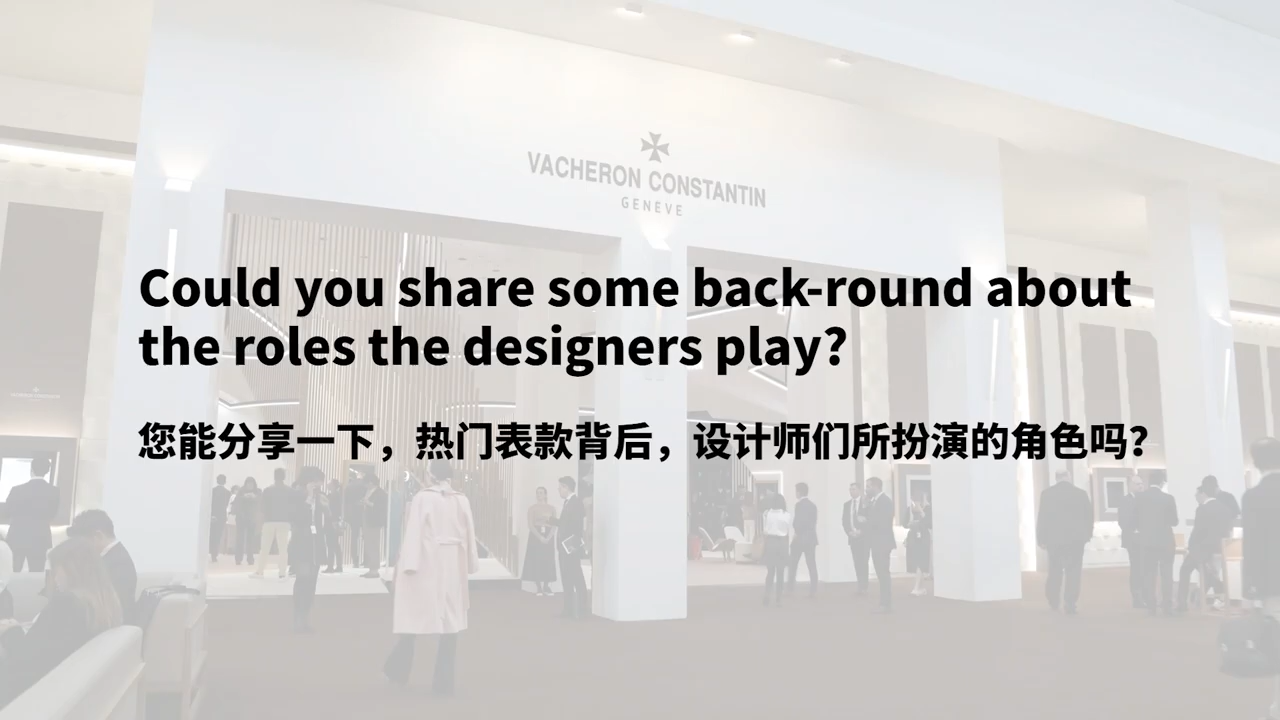 VACHERON CONSTANTIN
GENEVE
Could you share some back-round about
the roles the designers play?
您能分享一下，热门表款背后，设计师们所扮演的角色吗？